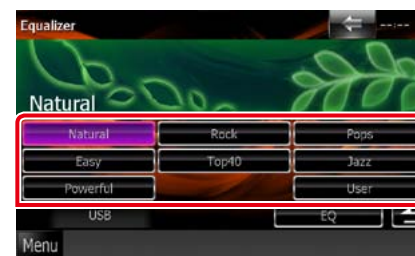 Equalizer --:--
Natural
Natural Rock Pops
Easy Top40 Jazz
Powerful User
USB EQ
Menu